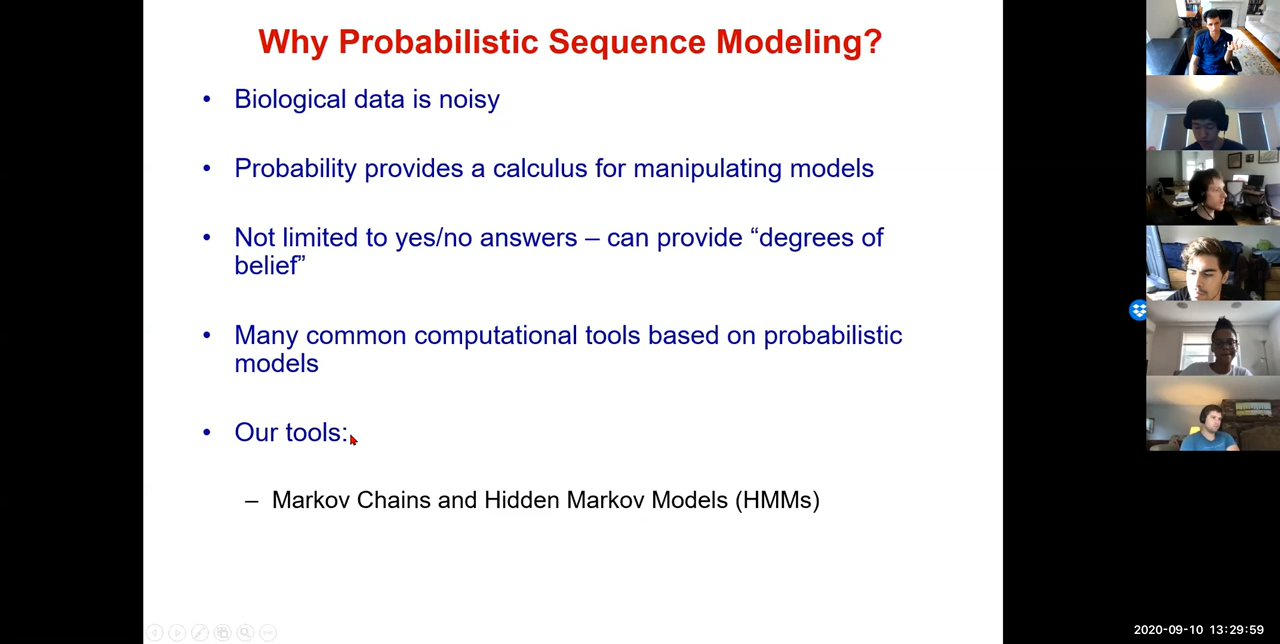 Why Probabilistic Sequence Modeling?
• Biological data is noisy
• Probability provides a calculus for manipulating models
• Not limited to yes/no answers – can provide “degrees of
belief”
• Many common computational tools based on probabilistic
models
• Our tools:
– Markov Chains and Hidden Markov Models (HMMs)
2020-09-10 13:29:59